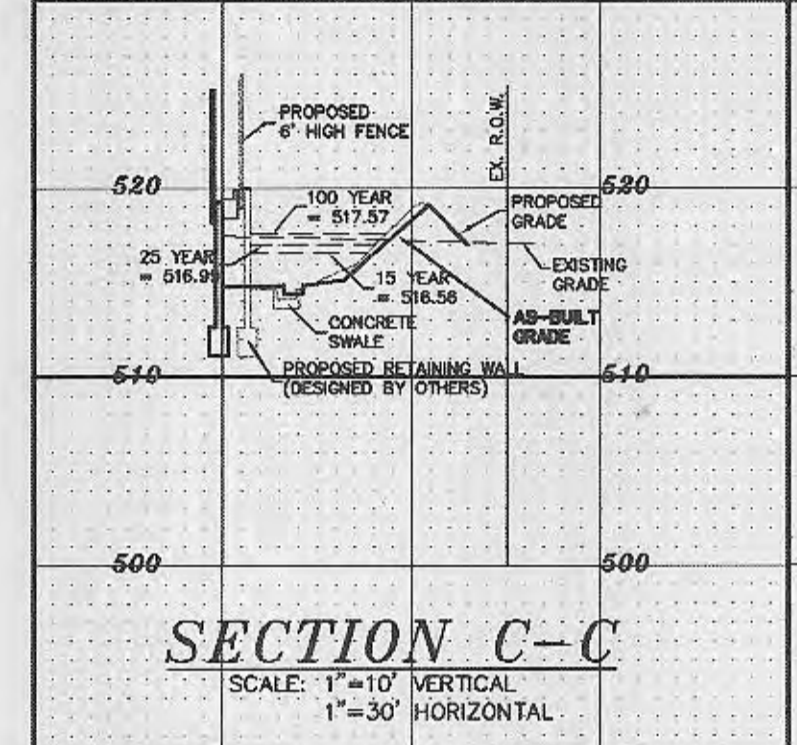 PROPOSED
6' HIGH FENCE
EX. R.O.W.
520
520
100 YEAR
= 517.57
PROPOSED
GRADE
25 YEAR
= 516.99
EXISTING
GRADE
15 YEAR
= 516.56
AS-BUILT
GRADE
CONCRETE
SWALE
PROPOSED RETAINING WALL
(DESIGNED BY OTHERS)
510
510
500
500
SECTION C-C
SCALE: 1"=10' VERTICAL
1"=30' HORIZONTAL